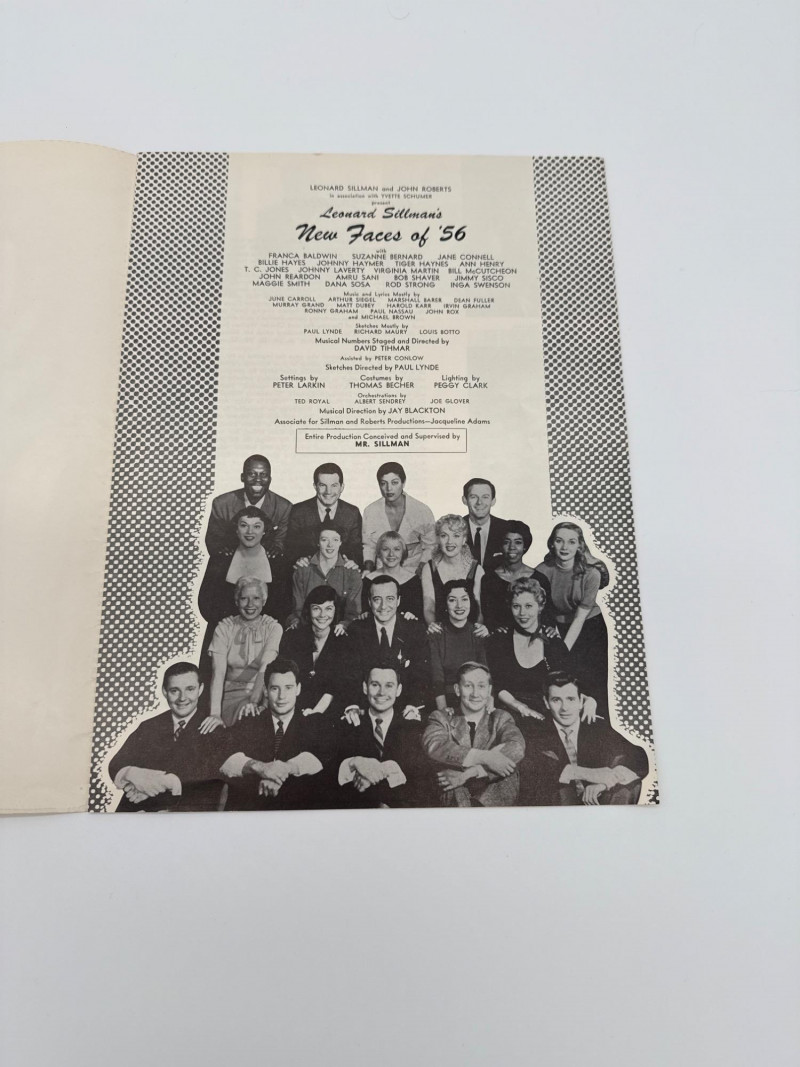 LEONARD SILLMAN and JOHN ROBERTS
in association with YVETTE SCHUMER
present
Leonard Sillman's
New Faces of '56
with
FRANCA BALDWIN SUZANNE BERNARD JANE CONNELL
BILLIE HAYES JOHNNY HAYMER TIGER HAYNES ANN HENRY
T. C. JONES JOHNNY LAVERTY VIRGINIA MARTIN BILL McCUTCHEON
JOHN REARDON AMRU SANI BOB SHAVER JIMMY SISCO
MAGGIE SMITH DANA SOSA ROD STRONG INGA SWENSON
Music and Lyrics Mostly by
JUNE CARROLL ARTHUR SIEGEL MARSHALL BARER DEAN FULLER
MURRAY GRAND MATT DUBEY HAROLD KARR IRVIN GRAHAM
RONNY GRAHAM PAUL NASSAU JOHN ROX
and MICHAEL BROWN
Sketches Mostly by
PAUL LYNDE RICHARD MAURY LOUIS BOTTO
Musical Numbers Staged and Directed by
DAVID TIHMAR
Assisted by PETER CONLOW
Sketches Directed by PAUL LYNDE
Settings by Costumes by Lighting by
PETER LARKIN THOMAS BECHER PEGGY CLARK
Orchestrations by
TED ROYAL ALBERT SENDREY JOE GLOVER
Musical Direction by JAY BLACKTON
Associate for Sillman and Roberts Productions—Jacqueline Adams
Entire Production Conceived and Supervised by
MR. SILLMAN